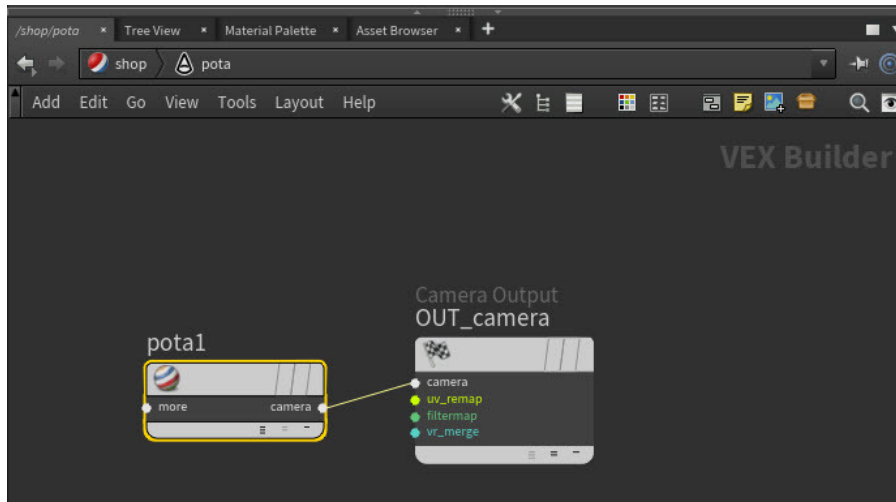 /shop/pota × Tree View × Material Palette × Asset Browser × +
shop pota
Add Edit Go View Tools Layout Help
VEX Builder
Camera Output
OUT_camera
pota1
camera
more camera
uv_remap
filtermap
vr_merge